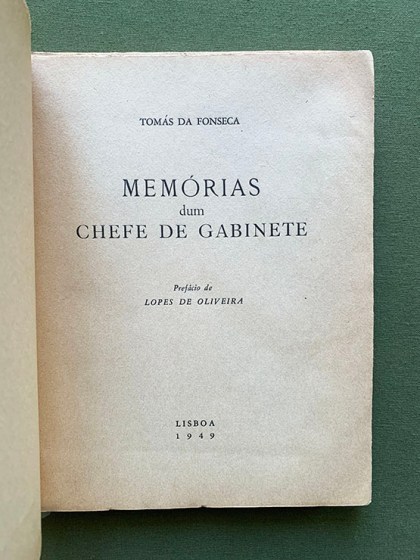 TOMÁS DA FONSECA
MEMÓRIAS
dum
CHEFE DE GABINETE
Prefácio de
LOPES DE OLIVEIRA
LISBOA
1949